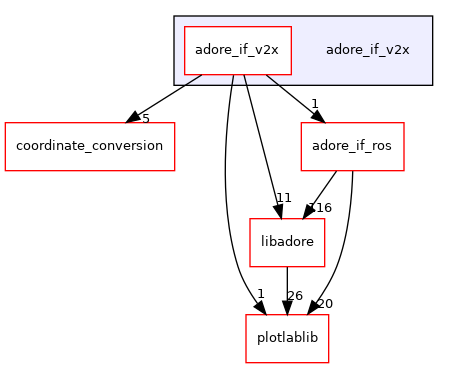 adore_if_v2x
adore_if_v2x
5
1
coordinate_conversion
adore_if_ros
11
116
libadore
1
26
20
plotlablib